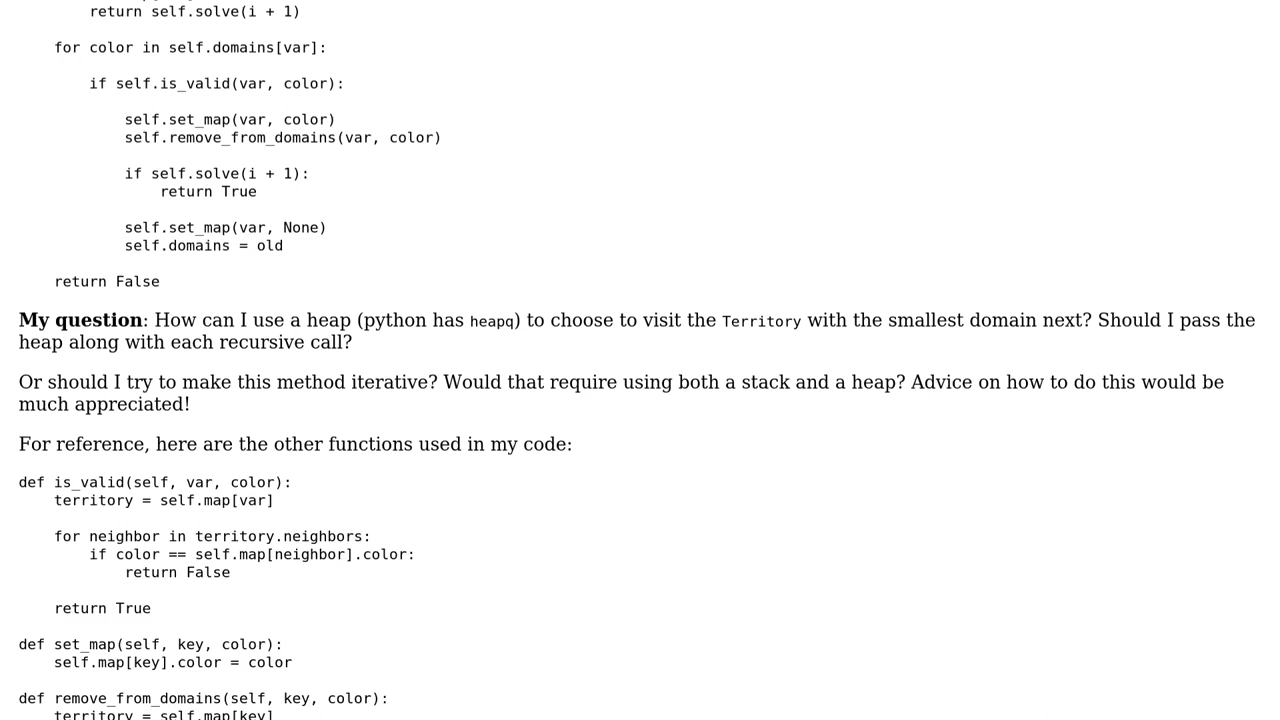 return self.solve(i + 1)
    for color in self.domains[var]:
        if self.is_valid(var, color):
            self.set_map(var, color)
            self.remove_from_domains(var, color)
            if self.solve(i + 1):
                return True
            self.set_map(var, None)
            self.domains = old
    return False
My question: How can I use a heap (python has heapq) to choose to visit the Territory with the smallest domain next? Should I pass the
heap along with each recursive call?
Or should I try to make this method iterative? Would that require using both a stack and a heap? Advice on how to do this would be
much appreciated!
For reference, here are the other functions used in my code:
def is_valid(self, var, color):
    territory = self.map[var]
    for neighbor in territory.neighbors:
        if color == self.map[neighbor].color:
            return False
    return True
def set_map(self, key, color):
    self.map[key].color = color
def remove_from_domains(self, key, color):
    territory = self.map[key]